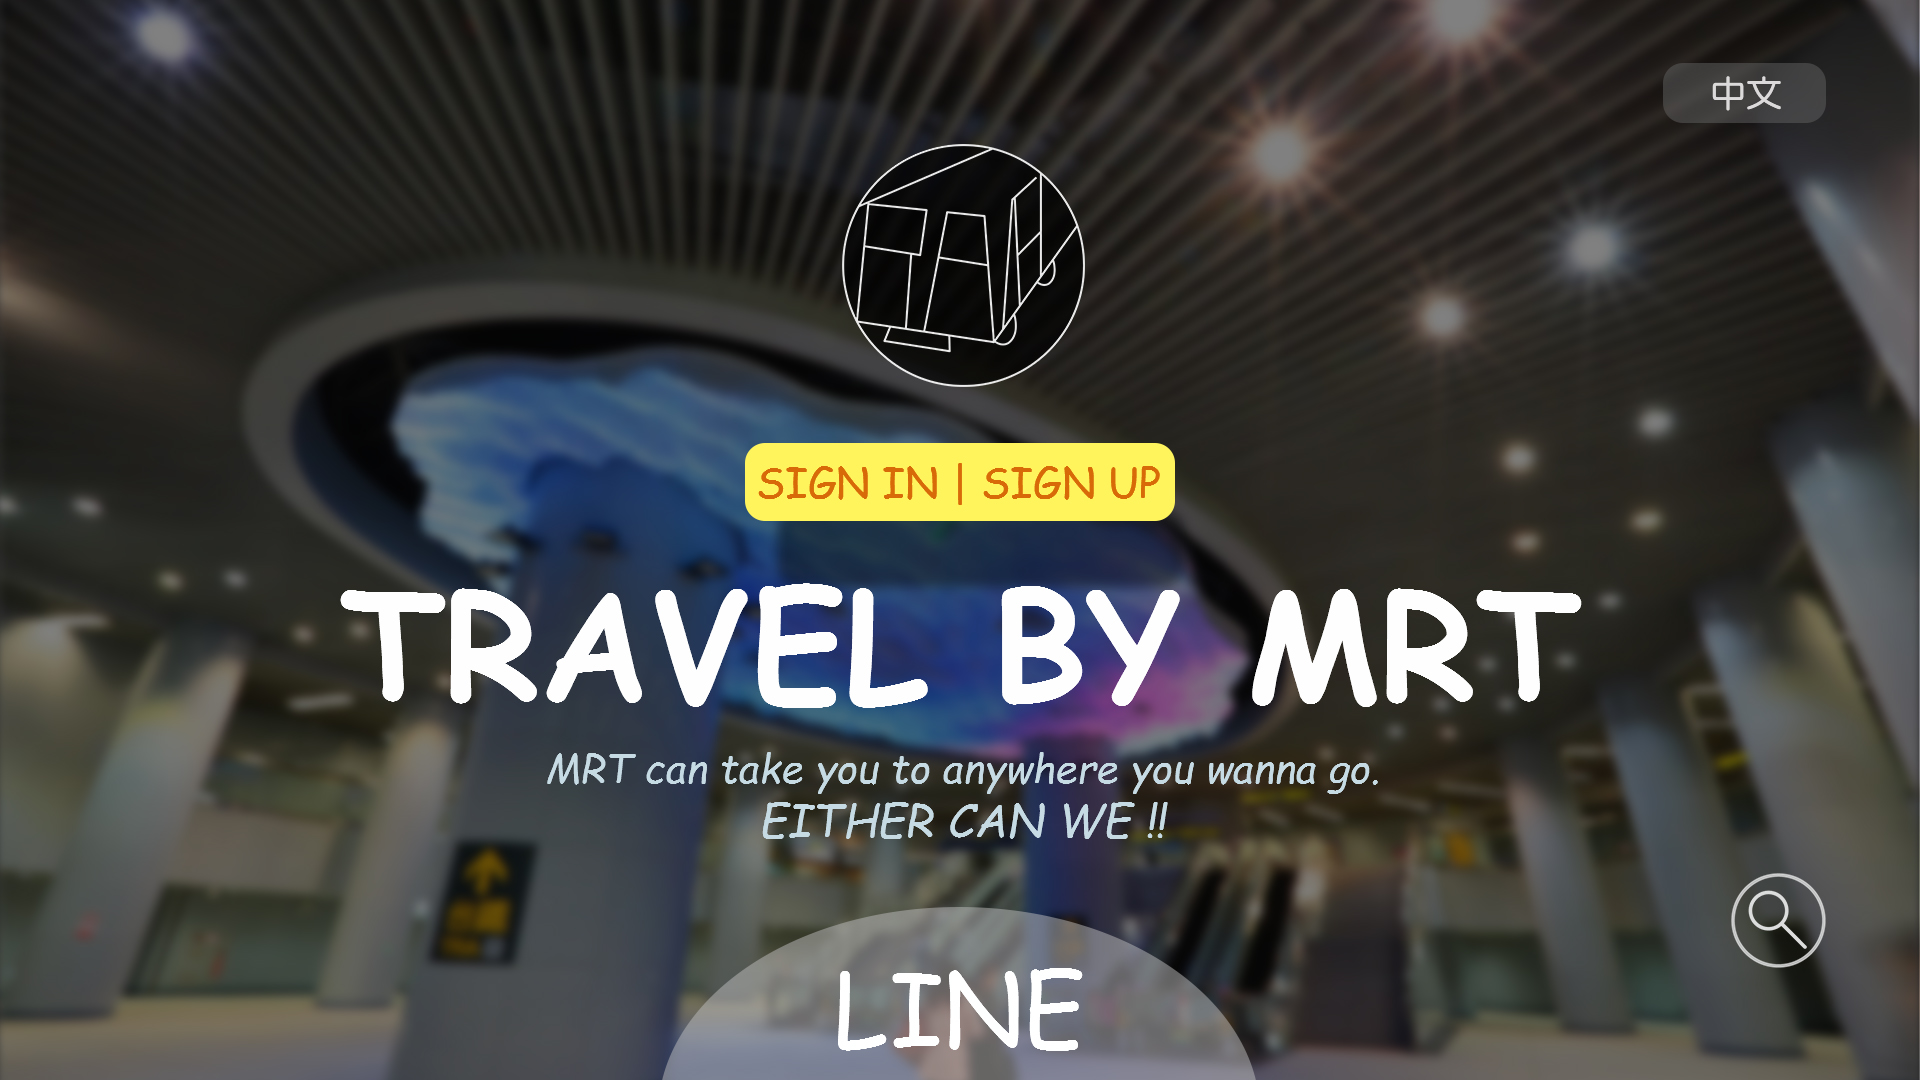 中文
SIGN IN | SIGN UP
TRAVEL BY MRT
MRT can take you to anywhere you wanna go.
EITHER CAN WE !!
LINE